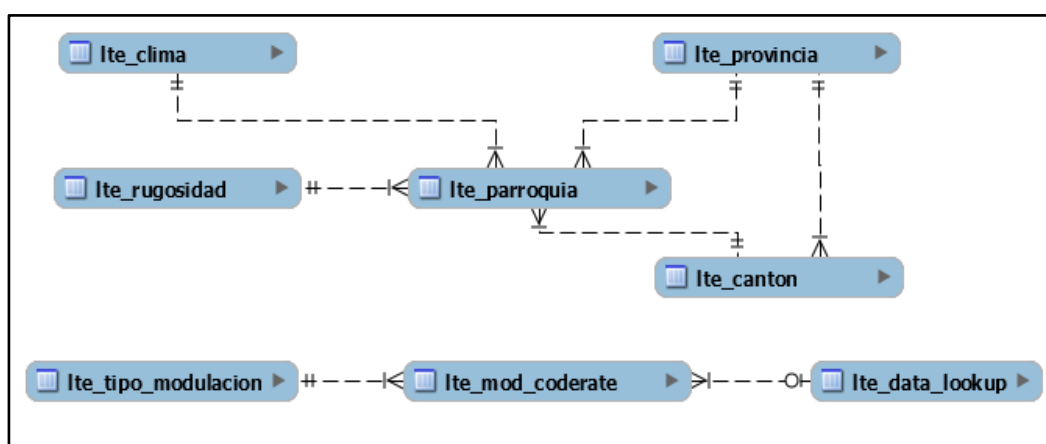 lte_clima
lte_provincia
lte_rugosidad
lte_parroquia
lte_canton
lte_tipo_modulacion
lte_mod_coderate
lte_data_lookup